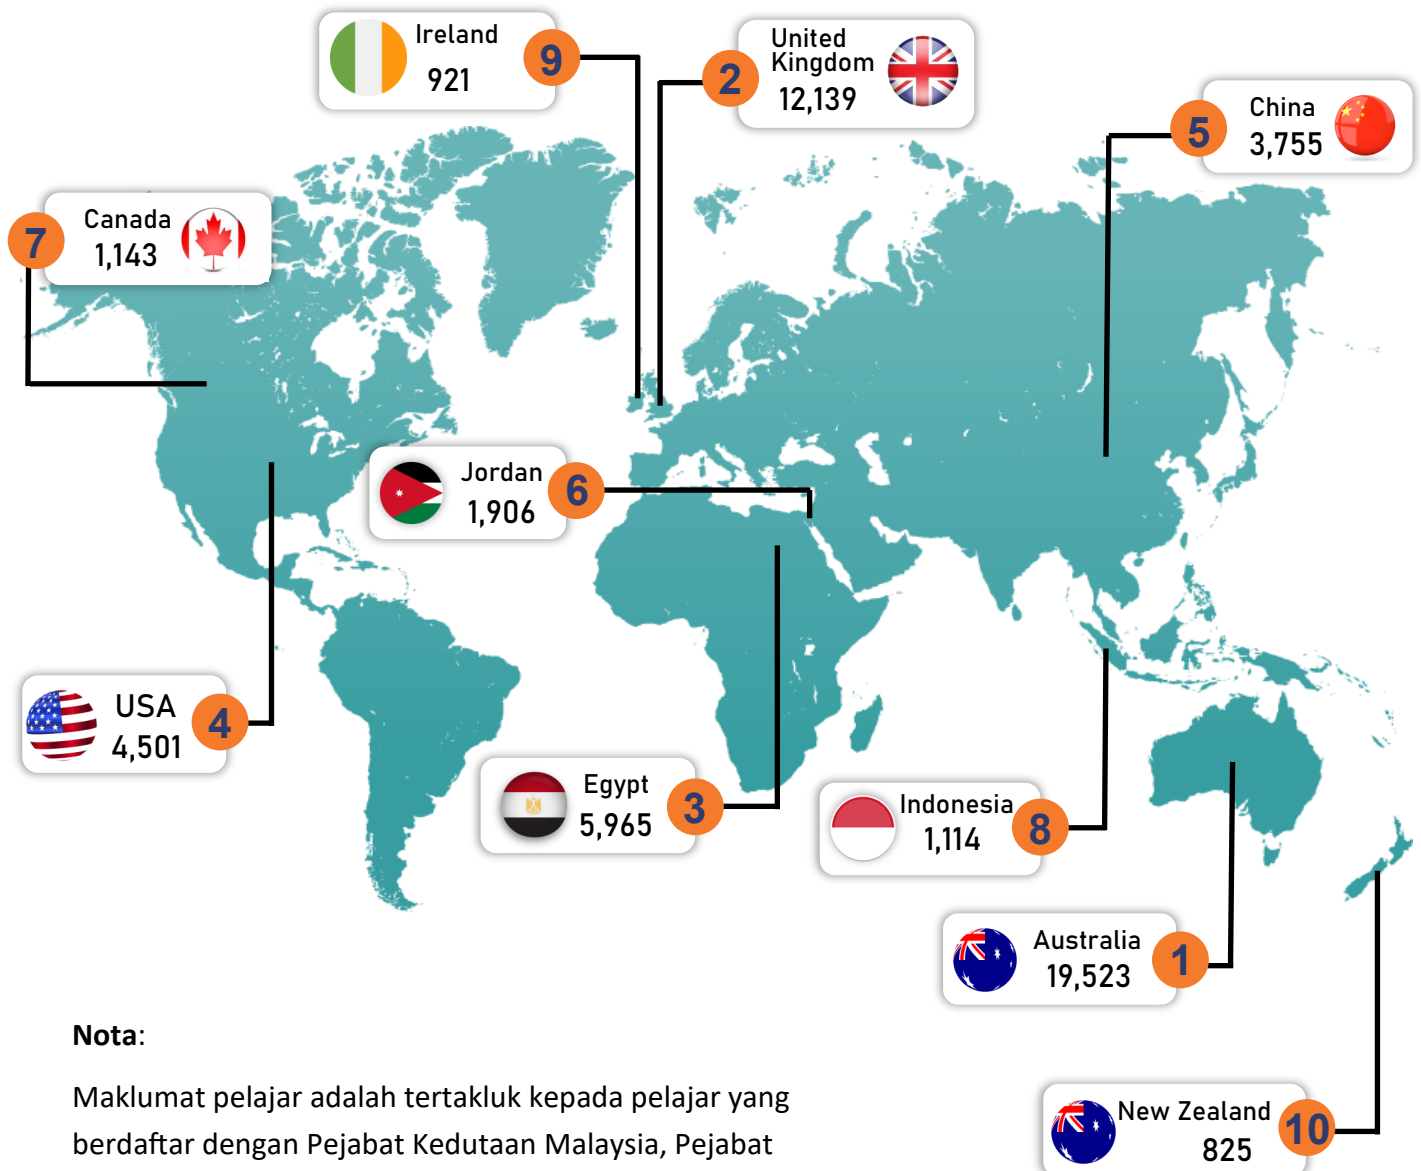 Ireland
921
9
2
United
Kingdom
12,139
5
China
3,755
7
Canada
1,143
Jordan
1,906
6
USA
4,501
4
Egypt
5,965
3
Indonesia
1,114
8
Australia
19,523
1
Nota:
Maklumat pelajar adalah tertakluk kepada pelajar yang
berdaftar dengan Pejabat Kedutaan Malaysia, Pejabat
New Zealand
825
10